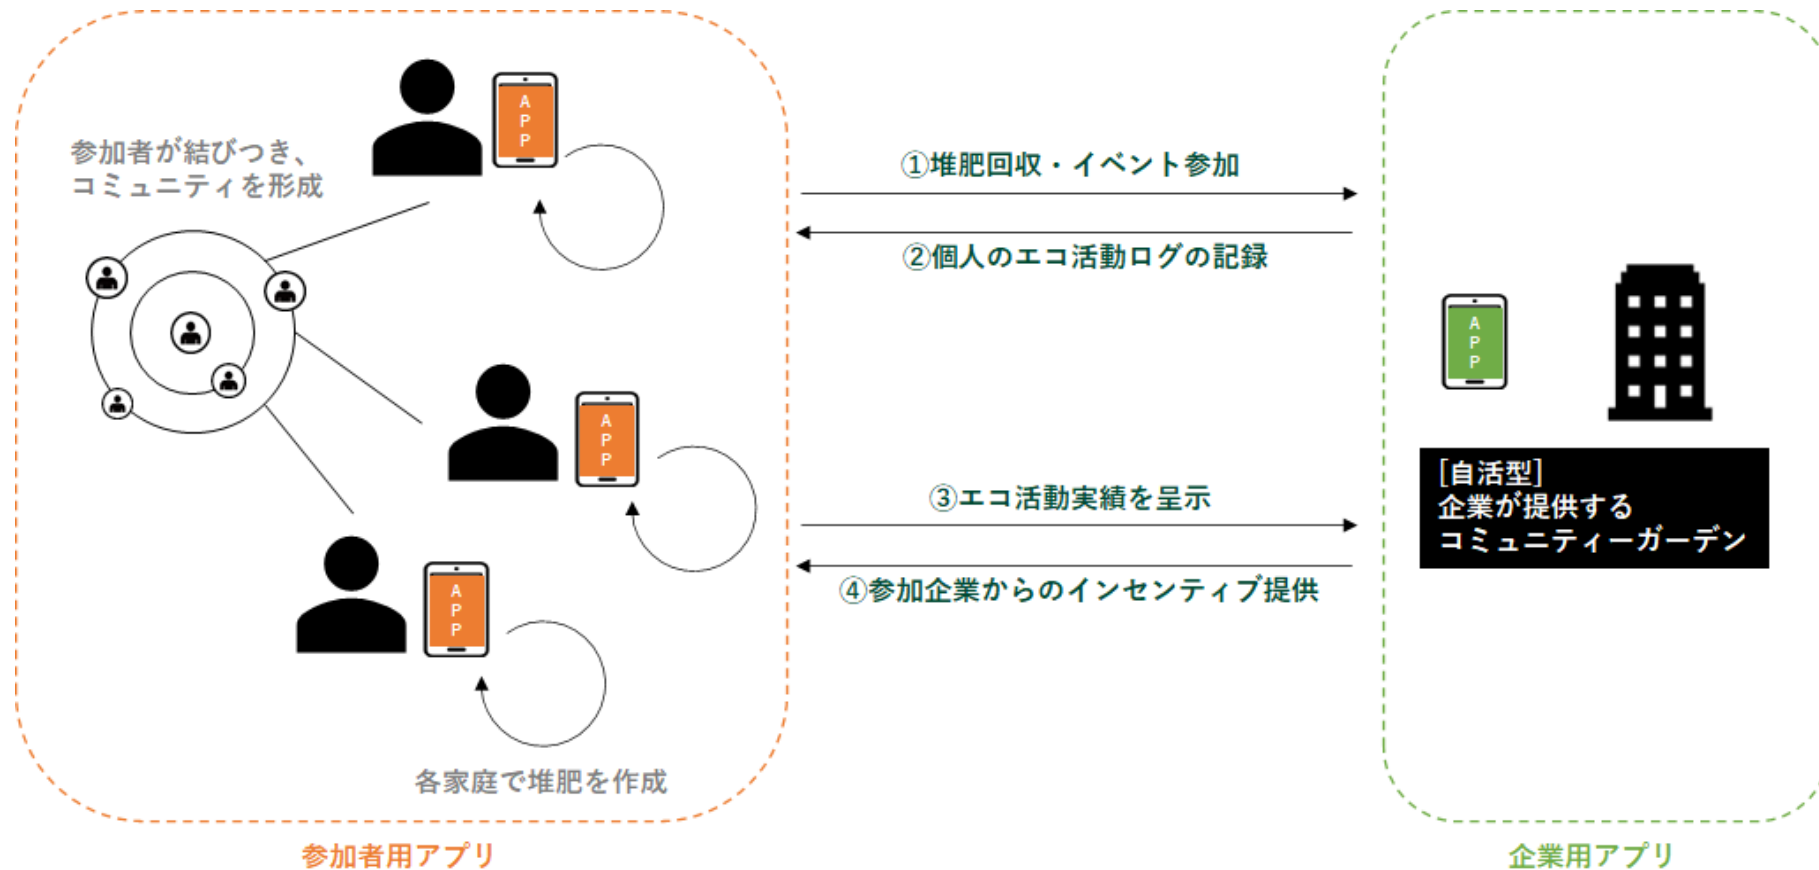 参加者が結びつき、
コミュニティを形成
A
P
P
A
P
P
A
P
P
各家庭で堆肥を作成
参加者用アプリ
①堆肥回収・イベント参加
②個人のエコ活動ログの記録
③エコ活動実績を呈示
④参加企業からのインセンティブ提供
A
P
P
[自活型]
企業が提供する
コミュニティーガーデン
企業用アプリ